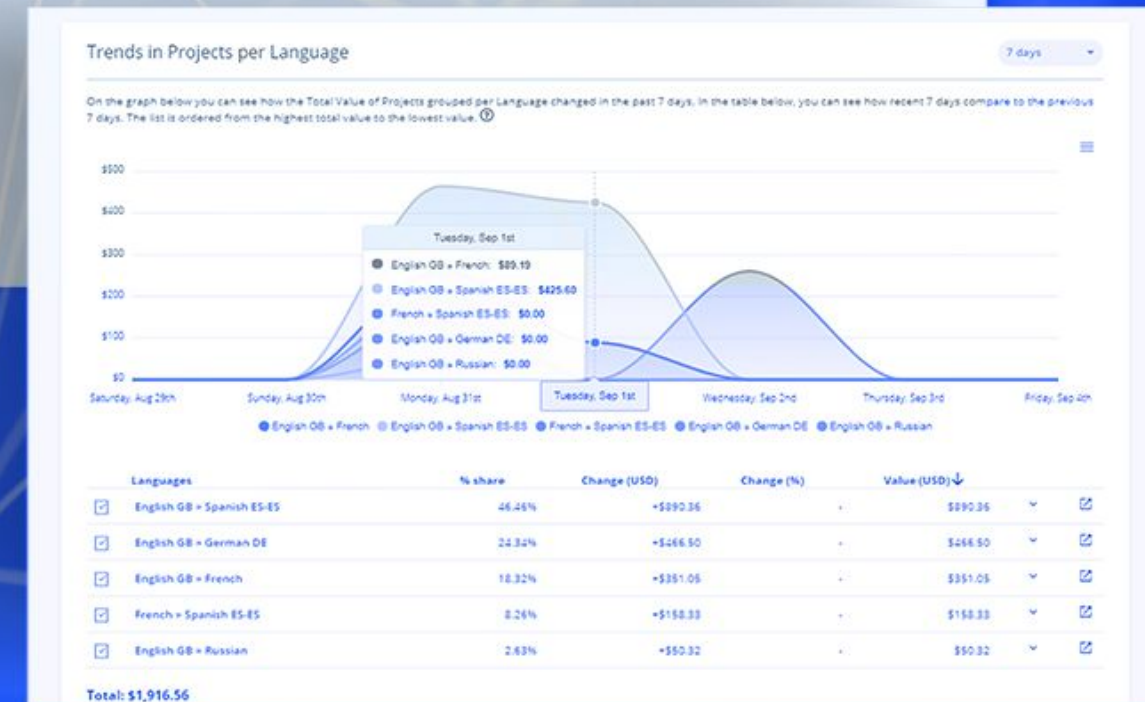 Trends in Projects per Language
7 days
On the graph below you can see how the Total Value of Projects grouped per Language changed in the past 7 days. In the table below, you can see how recent 7 days compare to the previous
7 days. The list is ordered from the highest total value to the lowest value.
$500
$400
$300
$200
$100
$0
Tuesday, Sep 1st
English GB » French: $89.19
English GB » Spanish ES-ES: $425.60
French » Spanish ES-ES: $0.00
English GB » German DE: $0.00
English GB » Russian: $0.00
Saturday, Aug 29th Sunday, Aug 30th Monday, Aug 31st Tuesday, Sep 1st Wednesday, Sep 2nd Thursday, Sep 3rd Friday, Sep 4th
English GB » French English GB » Spanish ES-ES French » Spanish ES-ES English GB » German DE English GB » Russian
Languages % share Change (USD) Change (%) Value (USD)
English GB » Spanish ES-ES 46.46% +$890.36 - $890.36
English GB » German DE 24.34% +$466.50 - $466.50
English GB » French 18.32% +$351.05 - $351.05
French » Spanish ES-ES 8.26% +$158.33 - $158.33
English GB » Russian 2.63% +$50.32 - $50.32
Total: $1,916.56